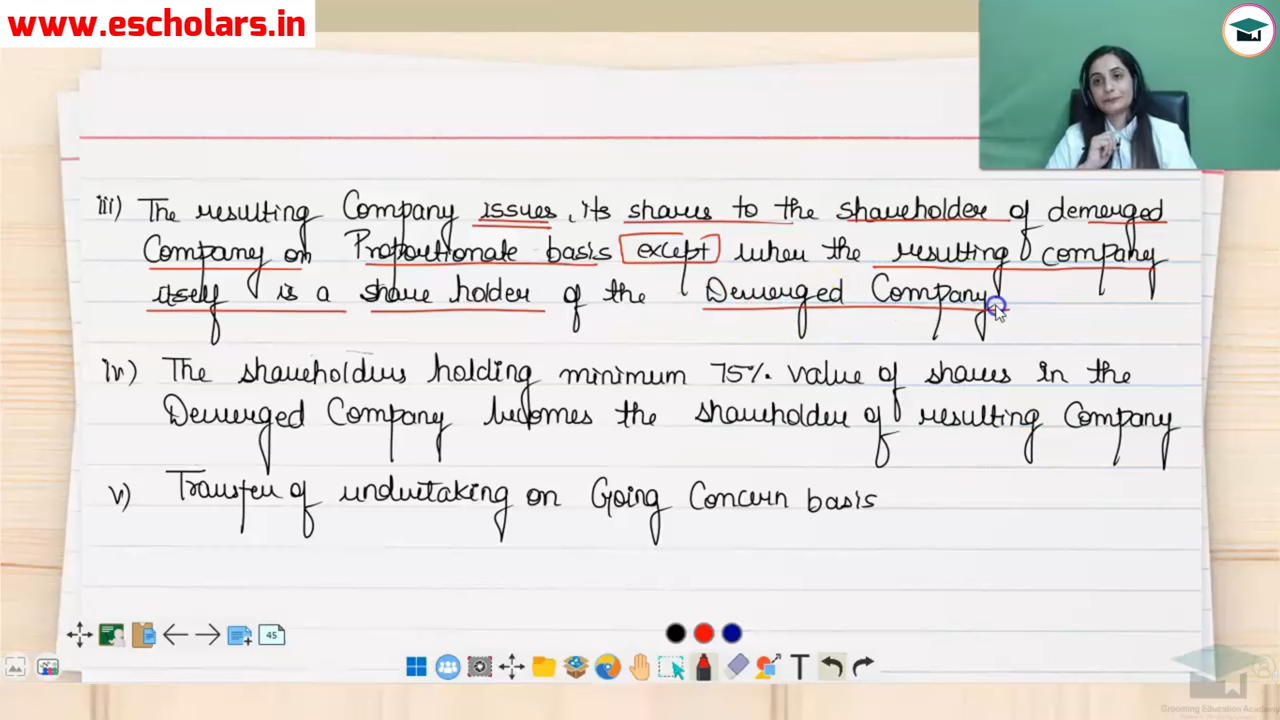 www.escholars.in
iii) The resulting Company issues, its shares to the shareholder of demerged
Company on Proportionate basis except when the resulting company
itself is a share holder of the Demerged Company
iv) The shareholders holding minimum 75% value of shares in the
Demerged Company becomes the shareholder of resulting Company
v) Transfer of undertaking on Going Concern basis
45
T
Grooming Education Academy